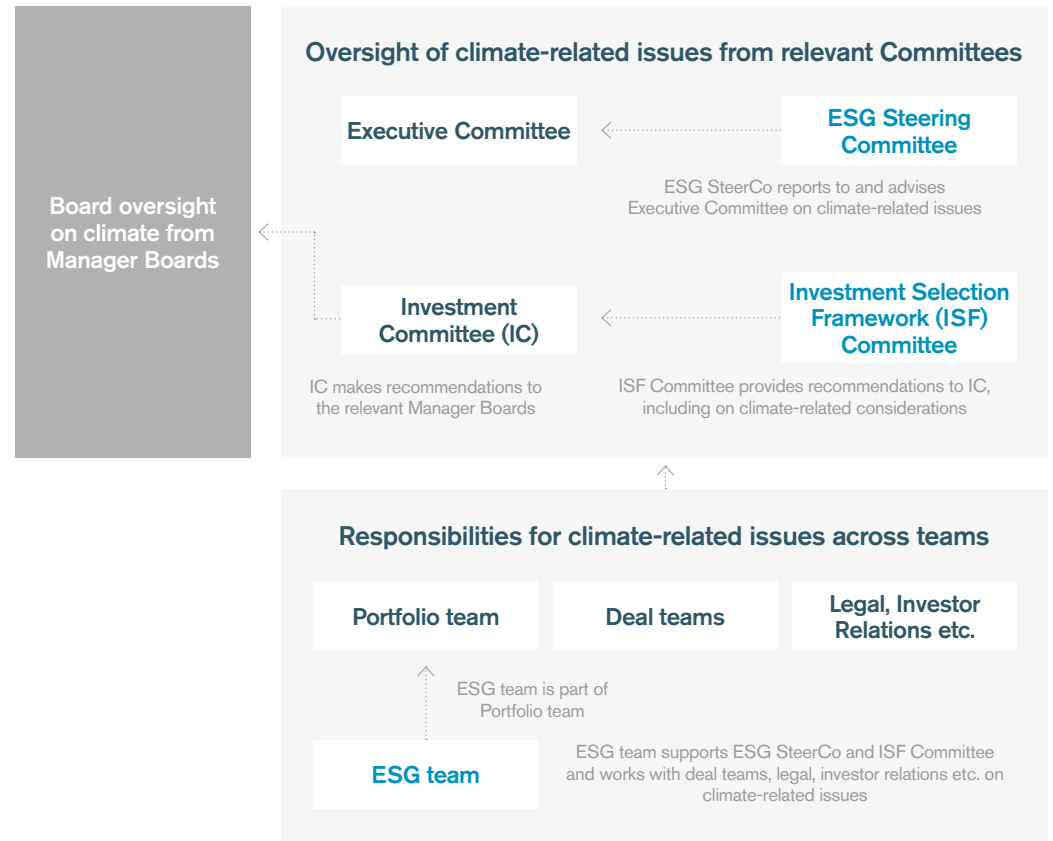 Board oversight
on climate from
Manager Boards
Oversight of climate-related issues from relevant Committees
Executive Committee
ESG Steering
Committee
ESG SteerCo reports to and advises
Executive Committee on climate-related issues
Investment
Committee (IC)
Investment Selection
Framework (ISF)
Committee
IC makes recommendations to
the relevant Manager Boards
ISF Committee provides recommendations to IC,
including on climate-related considerations
Responsibilities for climate-related issues across teams
Portfolio team
Deal teams
Legal, Investor
Relations etc.
ESG team is part of
Portfolio team
ESG team
ESG team supports ESG SteerCo and ISF Committee
and works with deal teams, legal, investor relations etc. on
climate-related issues